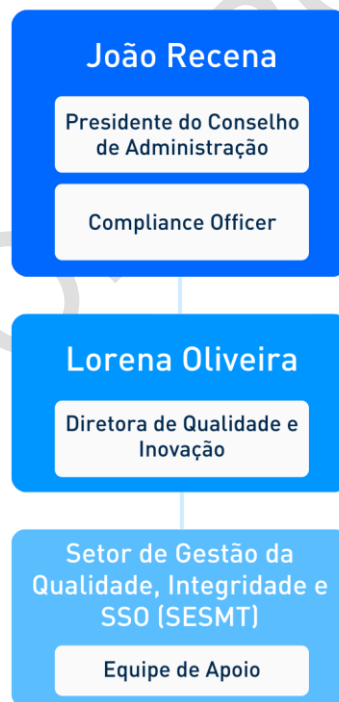 João Recena
Presidente do Conselho
de Administração
Compliance Officer
Lorena Oliveira
Diretora de Qualidade e
Inovação
Setor de Gestão da
Qualidade, Integridade e
SSO (SESMT)
Equipe de Apoio